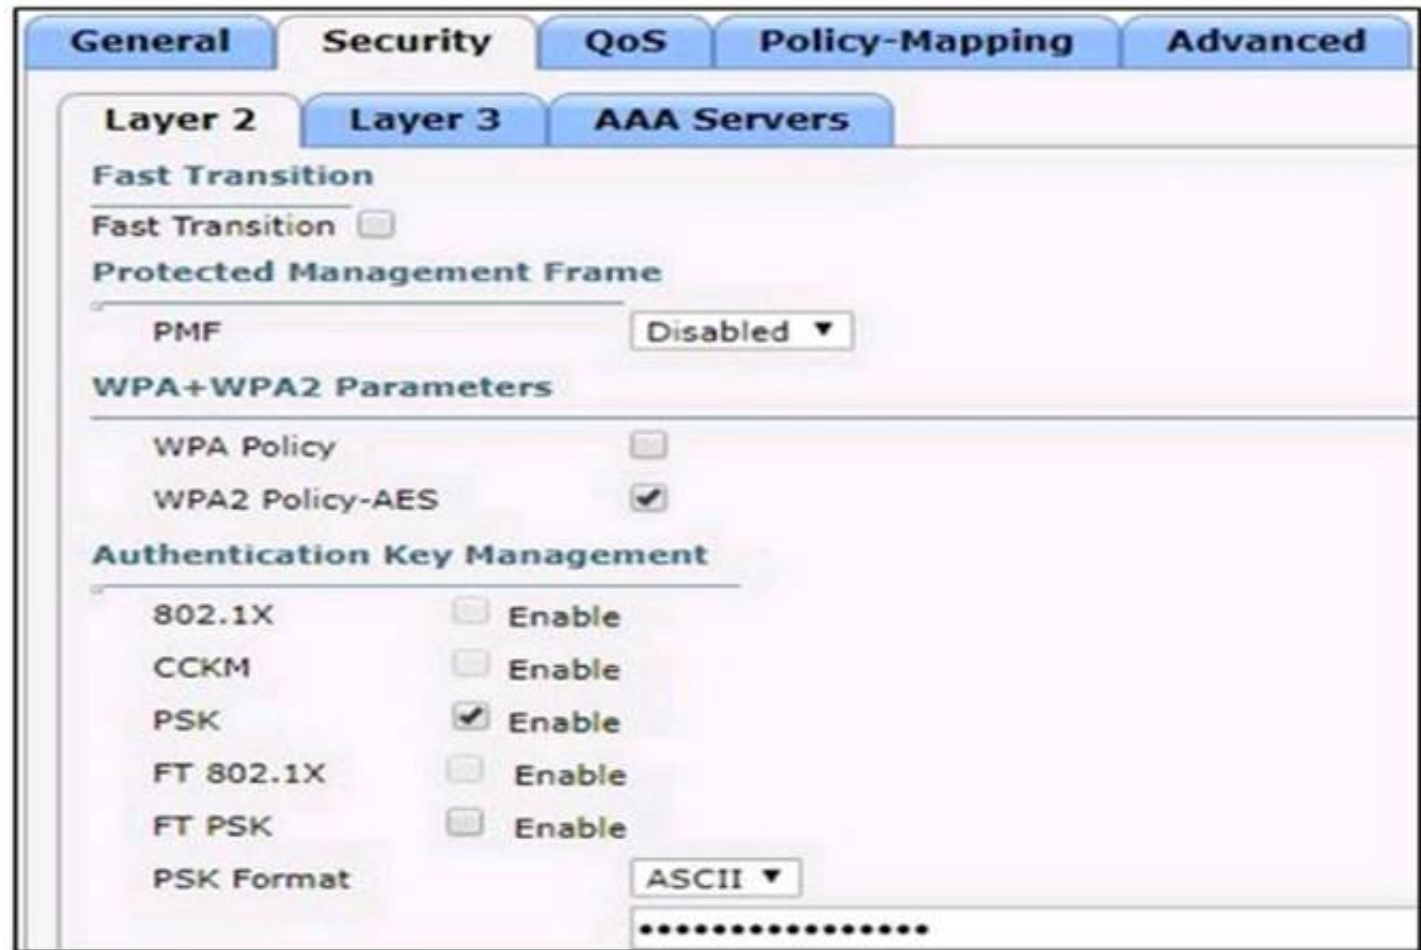 General Security QoS Policy-Mapping Advanced
Layer 2 Layer 3 AAA Servers
Fast Transition
Fast Transition
Protected Management Frame
PMF Disabled
WPA+WPA2 Parameters
WPA Policy
WPA2 Policy-AES
Authentication Key Management
802.1X Enable
CCKM Enable
PSK Enable
FT 802.1X Enable
FT PSK Enable
PSK Format ASCII
••••••••••••••••